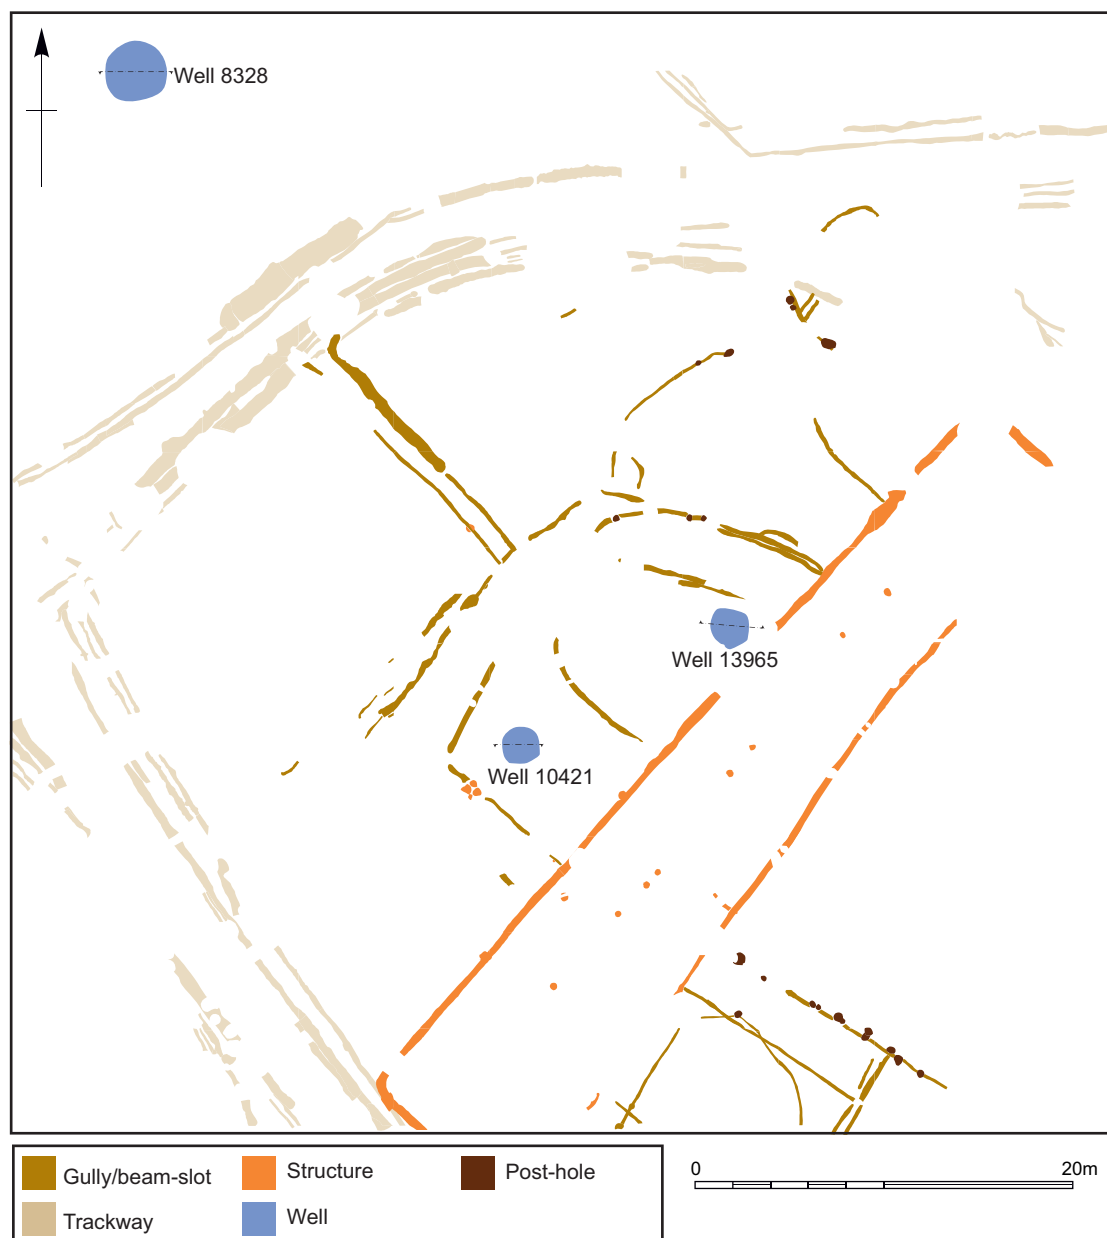 Well 8328
Well 13965
Well 10421
Gully/beam-slot
Structure
Post-hole
Trackway
Well
0
20m